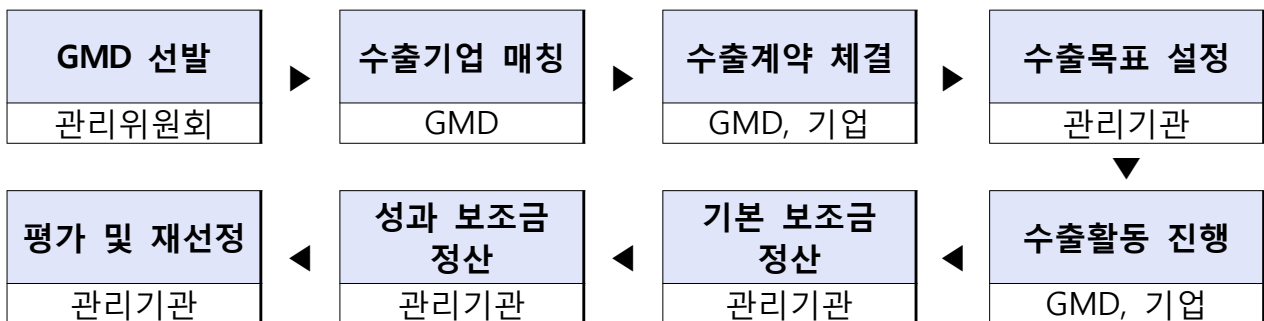 GMD 선발
관리위원회
▶
수출기업 매칭
GMD
▶
수출계약 체결
GMD, 기업
▶
수출목표 설정
관리기관
▼
수출활동 진행
GMD, 기업
◀
기본 보조금
정산
관리기관
◀
성과 보조금
정산
관리기관
◀
평가 및 재선정
관리기관